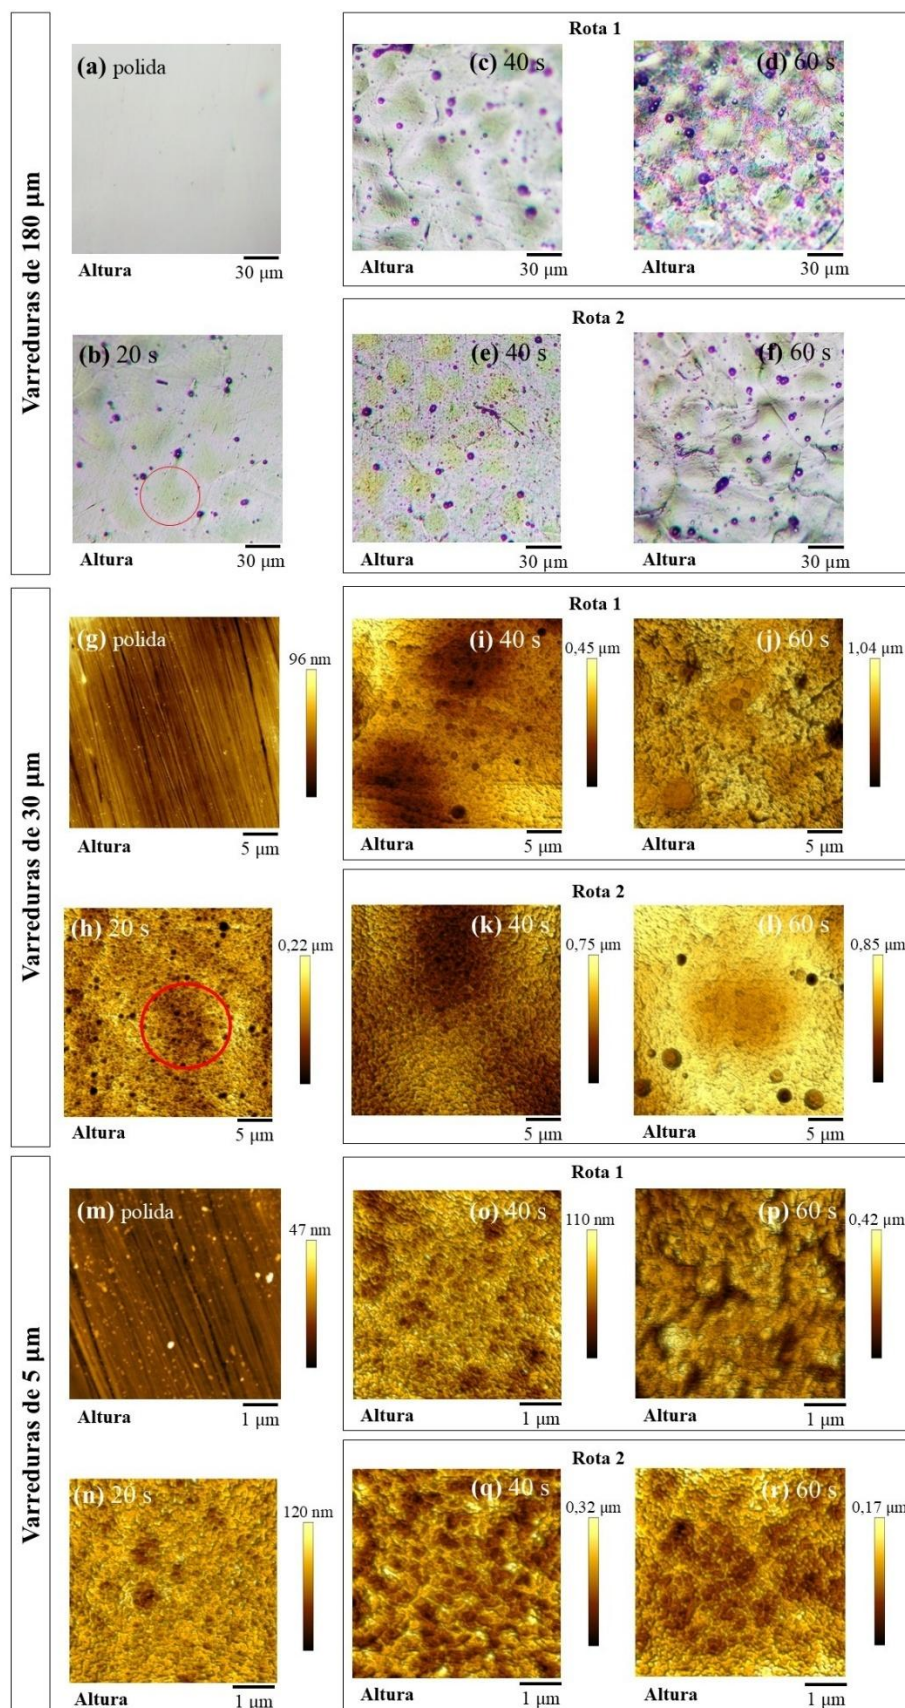 Varreduras de 180 µm
Rota 1
(a) polida
(c) 40 s
(d) 60 s
Altura
30 µm
Altura
30 µm
Altura
30 µm
Rota 2
(b) 20 s
(e) 40 s
(f) 60 s
Altura
30 µm
Altura
30 µm
Altura
30 µm
Varreduras de 30 µm
Rota 1
(g) polida
96 nm
(i) 40 s
0,45 µm
(j) 60 s
1,04 µm
Altura
5 µm
Altura
5 µm
Altura
5 µm
Rota 2
(h) 20 s
0,22 µm
(k) 40 s
0,75 µm
(l) 60 s
0,85 µm
Altura
5 µm
Altura
5 µm
Altura
5 µm
Varreduras de 5 µm
Rota 1
(m) polida
47 nm
(o) 40 s
110 nm
(p) 60 s
0,42 µm
Altura
1 µm
Altura
1 µm
Altura
1 µm
Rota 2
(n) 20 s
120 nm
(q) 40 s
0,32 µm
(r) 60 s
0,17 µm
Altura
1 µm
Altura
1 µm
Altura
1 µm